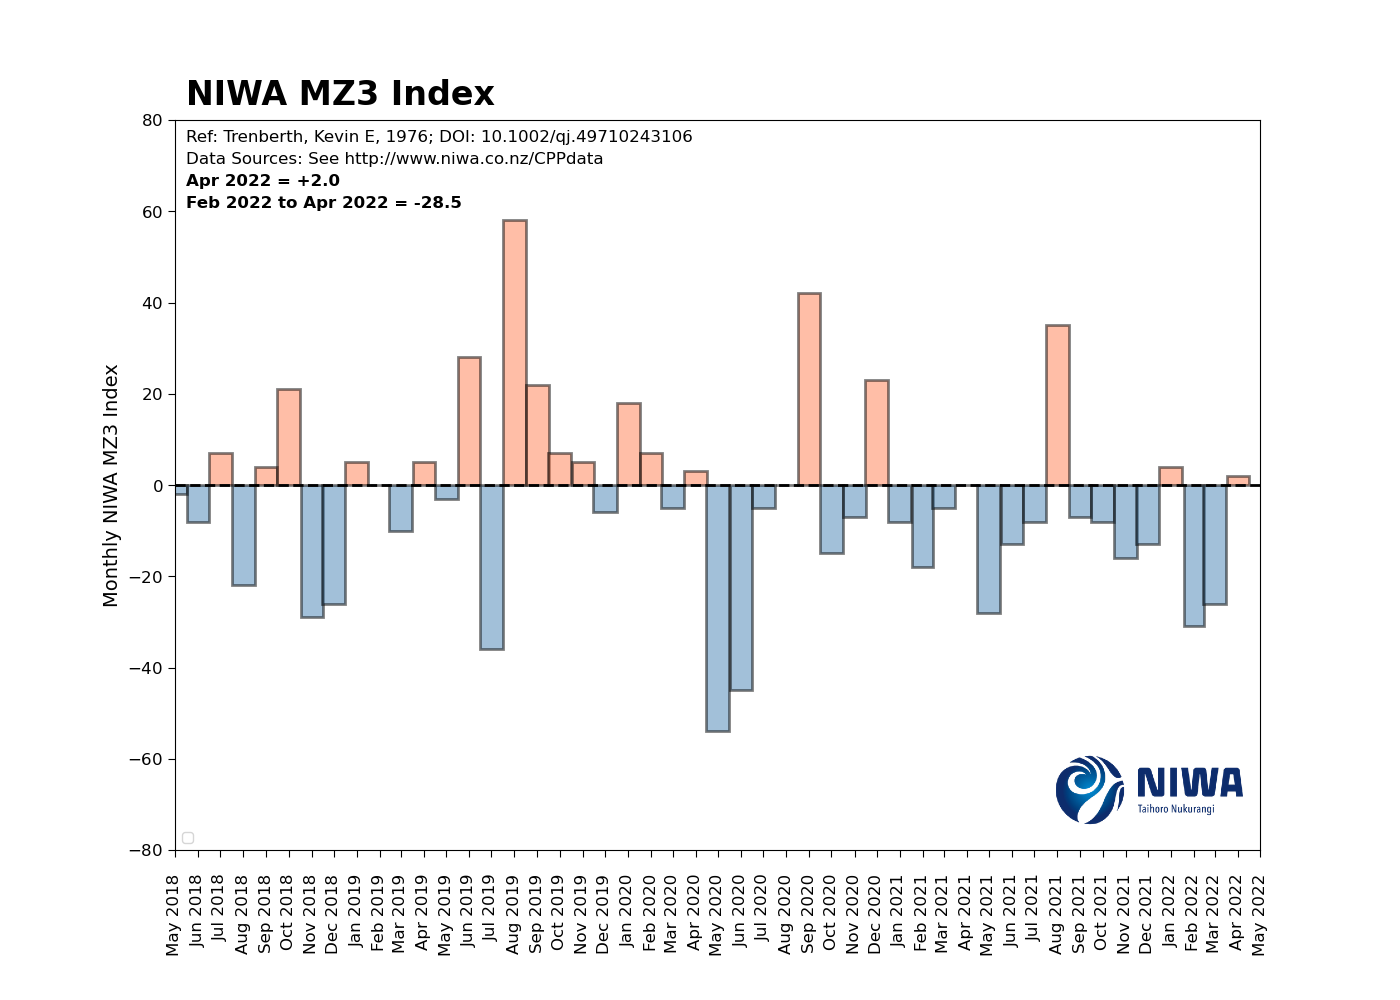 NIWA MZ3 Index
Ref: Trenberth, Kevin E, 1976; DOI: 10.1002/qj.49710243106
Data Sources: See http://www.niwa.co.nz/CPPdata
Apr 2022 = +2.0
Feb 2022 to Apr 2022 = -28.5
Monthly NIWA MZ3 Index
80
60
40
20
0
−20
−40
−60
−80
NIWA
Taihoro Nukurangi
May 2018
Jun 2018
Jul 2018
Aug 2018
Sep 2018
Oct 2018
Nov 2018
Dec 2018
Jan 2019
Feb 2019
Mar 2019
Apr 2019
May 2019
Jun 2019
Jul 2019
Aug 2019
Sep 2019
Oct 2019
Nov 2019
Dec 2019
Jan 2020
Feb 2020
Mar 2020
Apr 2020
May 2020
Jun 2020
Jul 2020
Aug 2020
Sep 2020
Oct 2020
Nov 2020
Dec 2020
Jan 2021
Feb 2021
Mar 2021
Apr 2021
May 2021
Jun 2021
Jul 2021
Aug 2021
Sep 2021
Oct 2021
Nov 2021
Dec 2021
Jan 2022
Feb 2022
Mar 2022
Apr 2022
May 2022